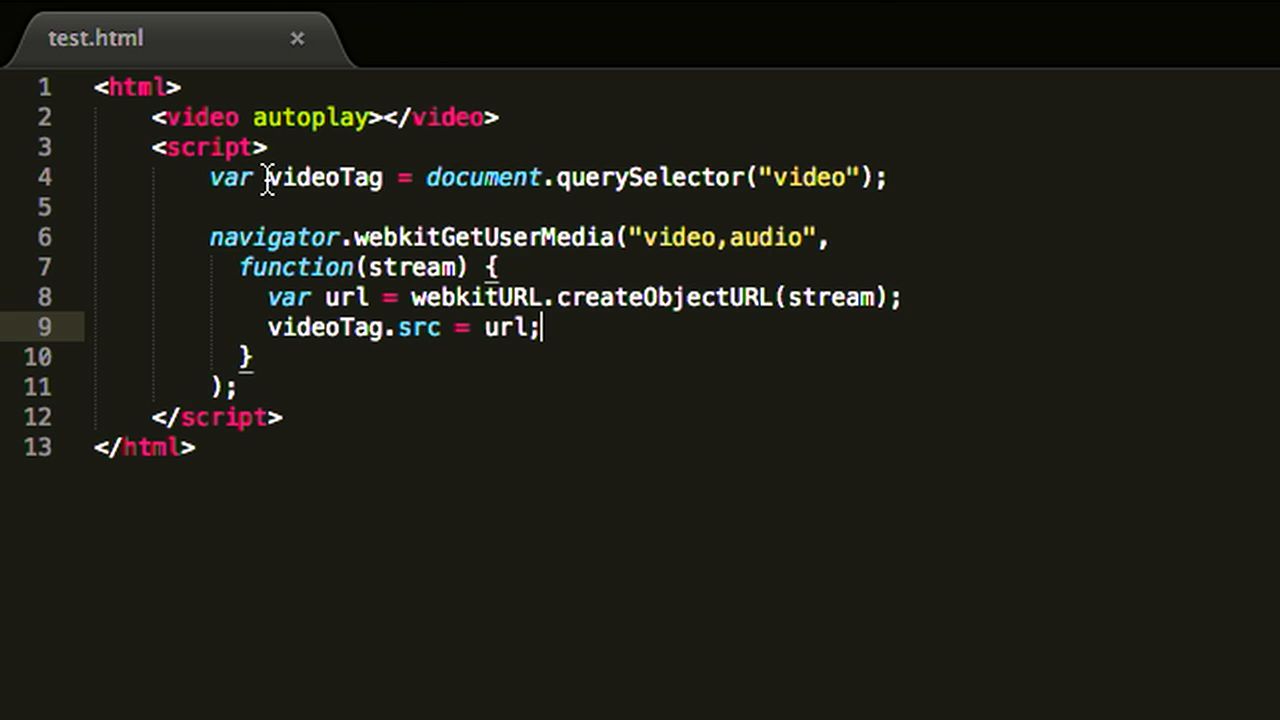 test.html ×
1 <html>
2 <video autoplay></video>
3 <script>
4 var videoTag = document.querySelector("video");
5
6 navigator.webkitGetUserMedia("video,audio",
7 function(stream) {
8 var url = webkitURL.createObjectURL(stream);
9 videoTag.src = url;
10 }
11 );
12 </script>
13 </html>